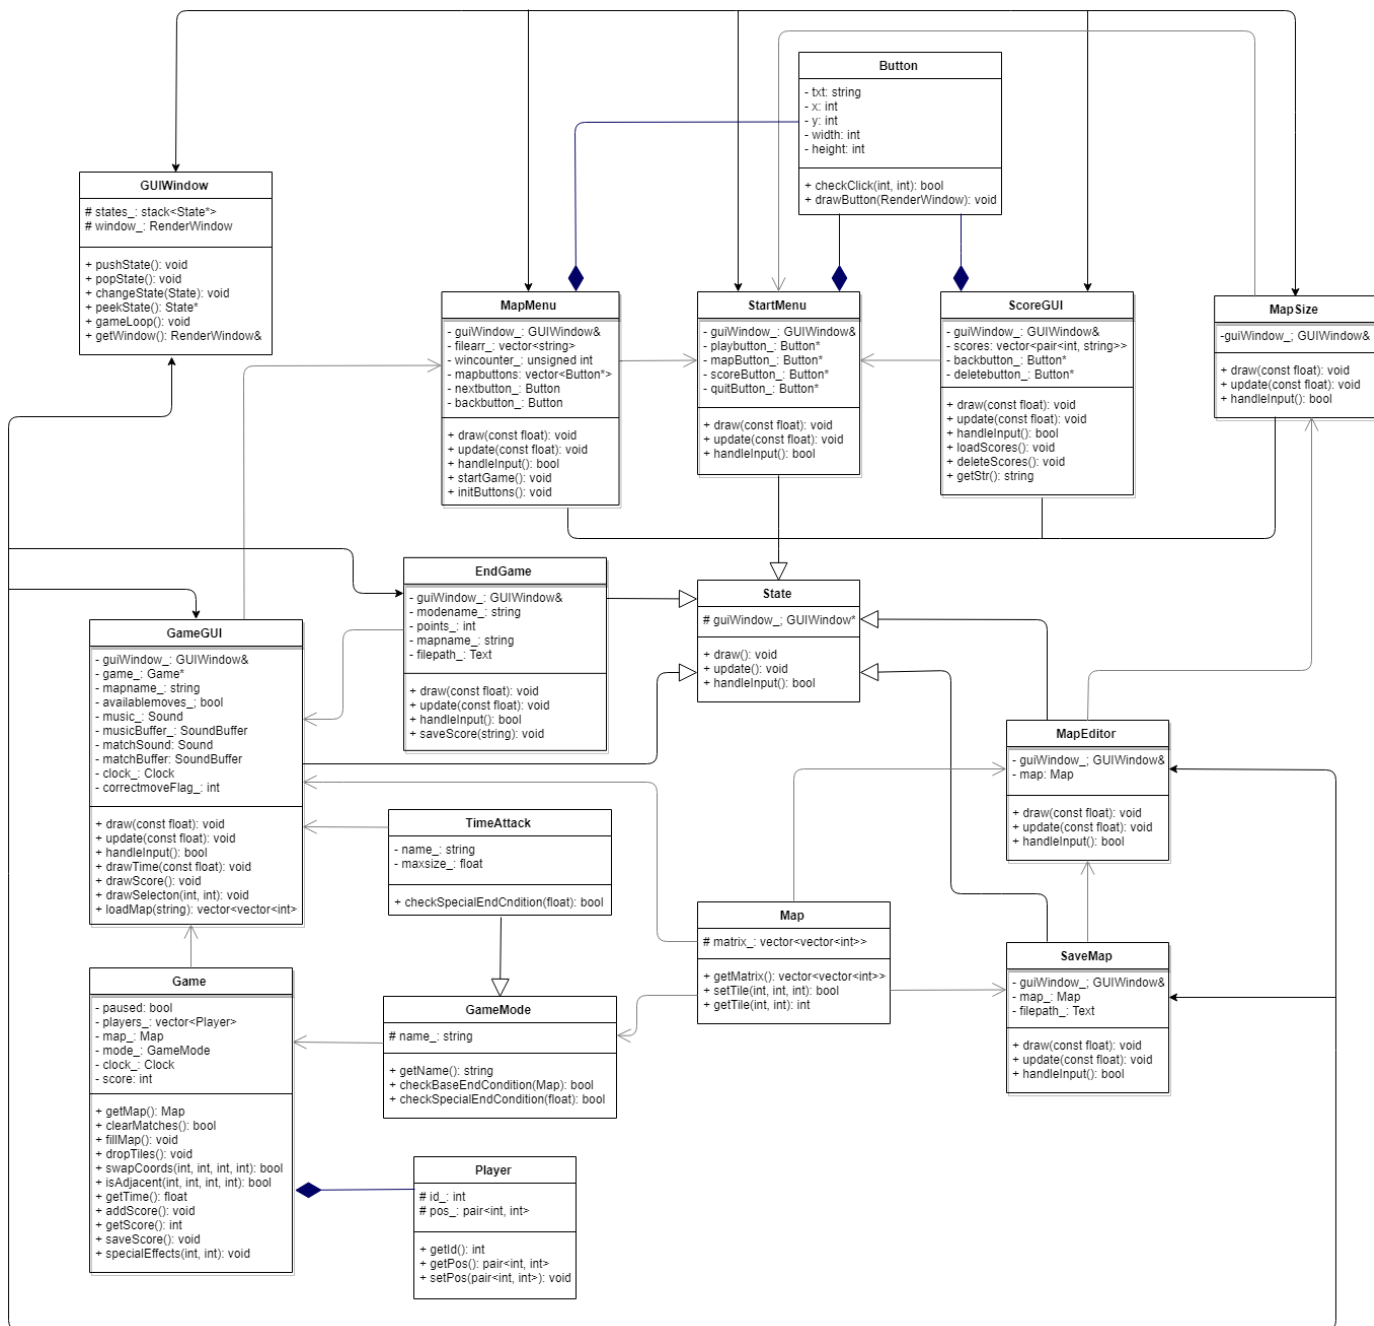 Button
- txt: string
- x: int
- y: int
- width: int
- height: int
+ checkClick(int, int): bool
+ drawButton(RenderWindow): void
GUIWindow
# states_: stack<State*>
# window_: RenderWindow
+ pushState(): void
+ popState(): void
+ changeState(State): void
+ peekState(): State*
+ gameLoop(): void
+ getWindow(): RenderWindow&
MapMenu
- guiWindow_: GUIWindow&
- filearr_: vector<string>
- wincounter_: unsigned int
- mapbuttons: vector<Button*>
- nextbutton_: Button
- backbutton_: Button
+ draw(const float): void
+ update(const float): void
+ handleInput(): bool
+ startGame(): void
+ initButtons(): void
StartMenu
- guiWindow_: GUIWindow&
- playbutton_: Button*
- mapButton_: Button*
- scoreButton_: Button*
- quitButton_: Button*
+ draw(const float): void
+ update(const float): void
+ handleInput(): bool
ScoreGUI
- guiWindow_: GUIWindow&
- scores: vector<pair<int, string>>
- backbutton_: Button*
- deletebutton_: Button*
+ draw(const float): void
+ update(const float): void
+ handleInput(): bool
+ loadScores(): void
+ deleteScores(): void
+ getStr(): string
MapSize
-guiWindow_; GUIWindow&
+ draw(const float): void
+ update(const float): void
+ handleInput(): bool
EndGame
- guiWindow_: GUIWindow&
- modename_: string
- points_: int
- mapname_: string
- filepath_: Text
+ draw(const float): void
+ update(const float): void
+ handleInput(): bool
+ saveScore(string): void
State
# guiWindow_; GUIWindow*
+ draw(): void
+ update(): void
+ handleInput(): bool
GameGUI
- guiWindow_: GUIWindow&
- game_: Game*
- mapname_: string
- availablemoves_; bool
- music_: Sound
- musicBuffer_: SoundBuffer
- matchSound: Sound
- matchBuffer: SoundBuffer
- clock_: Clock
- correctmoveFlag_: int
+ draw(const float): void
+ update(const float): void
+ handleInput(): bool
+ drawTime(const float): void
+ drawScore(): void
+ drawSelecton(int, int): void
+ loadMap(string): vector<vector<int>
MapEditor
- guiWindow_; GUIWindow&
- map: Map
+ draw(const float): void
+ update(const float): void
+ handleInput(): bool
TimeAttack
- name_: string
- maxsize_: float
+ checkSpecialEndCndition(float): bool
Map
# matrix_: vector<vector<int>>
+ getMatrix(): vector<vector<int>>
+ setTile(int, int, int): bool
+ getTile(int, int): int
SaveMap
- guiWindow_; GUIWindow&
- map_: Map
- filepath_: Text
+ draw(const float): void
+ update(const float): void
+ handleInput(): bool
Game
- paused: bool
- players_: vector<Player>
- map_: Map
- mode_: GameMode
- clock_: Clock
- score: int
+ getMap(): Map
+ clearMatches(): bool
+ fillMap(): void
+ dropTiles(): void
+ swapCoords(int, int, int, int): bool
+ isAdjacent(int, int, int, int): bool
+ getTime(): float
+ addScore(): void
+ getScore(): int
+ saveScore(): void
+ specialEffects(int, int): void
GameMode
# name_: string
+ getName(): string
+ checkBaseEndCondition(Map): bool
+ checkSpecialEndCondition(float): bool
Player
# id_: int
# pos_: pair<int, int>
+ getId(): int
+ getPos(): pair<int, int>
+ setPos(pair<int, int>): void